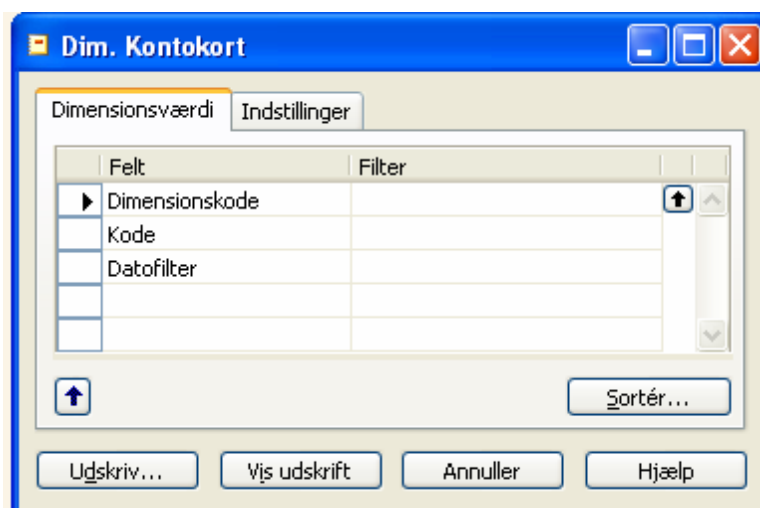 Dim. Kontokort
Dimensionsværdi Indstillinger
Felt Filter
Dimensionskode
Kode
Datofilter
Sortér...
Udskriv... Vis udskrift Annuller Hjælp